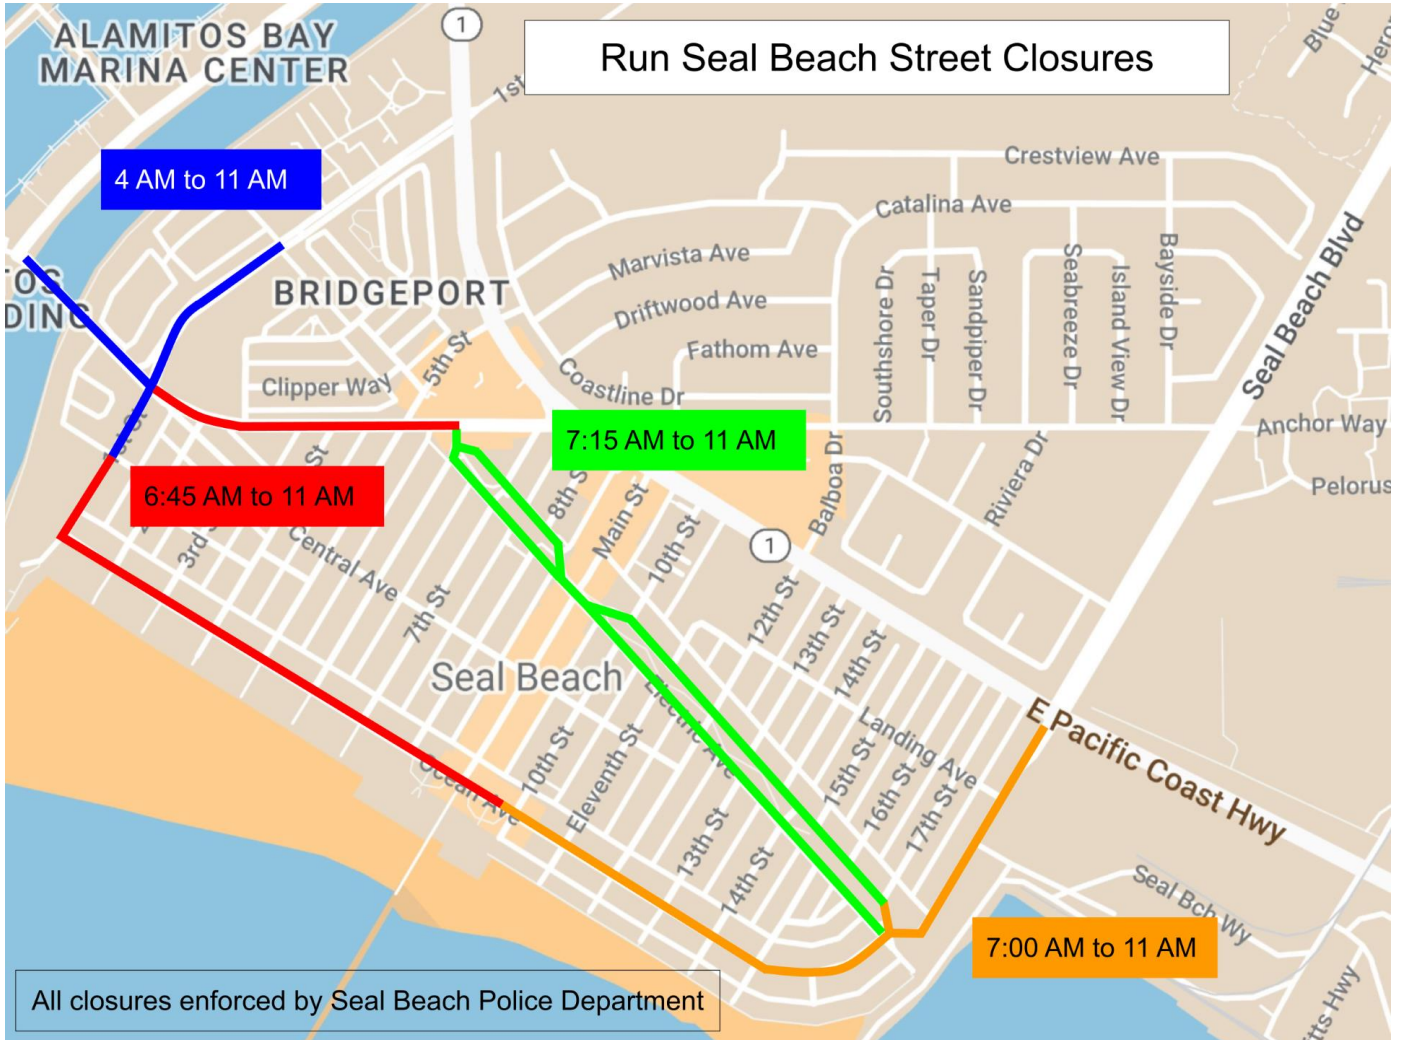 ALAMITOS BAY
MARINA CENTER
1
Run Seal Beach Street Closures
Blue
1st
Crestview Ave
4 AM to 11 AM
Catalina Ave
Marvista Ave
Seal Beach Blvd
BRIDGEPORT
Driftwood Ave
Southshore Dr
Taper Dr
Sandpiper Dr
Seabreeze Dr
Island View Dr
Bayside Dr
Fathom Ave
5th St
Clipper Way
Coastline Dr
1st St
7:15 AM to 11 AM
Anchor Way
Balboa Dr
Riviera Dr
Pelorus
6:45 AM to 11 AM
8th S
Main St
10th St
3rd
Central Ave
1
7th St
12th St
13th St
14th St
Seal Beach
Electric Ave
Landing Ave
E Pacific Coast Hwy
10th St
Eleventh St
Ocean Ave
15th St
16th St
17th St
13th St
14th St
Seal Bch Wy
7:00 AM to 11 AM
All closures enforced by Seal Beach Police Department